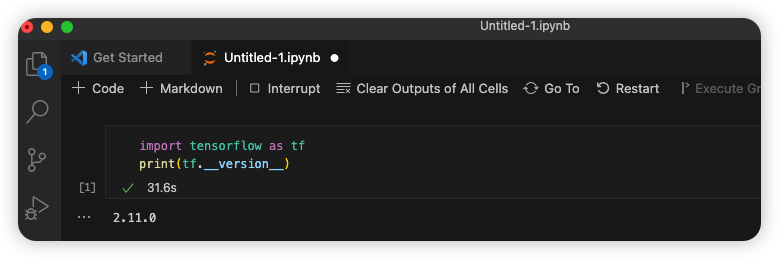 Untitled-1.ipynb
Get Started
Untitled-1.ipynb
1
Code
Markdown
Interrupt
Clear Outputs of All Cells
Go To
Restart
Execute Gr
import tensorflow as tf
print(tf.__version__)
[1]
31.6s
...
2.11.0